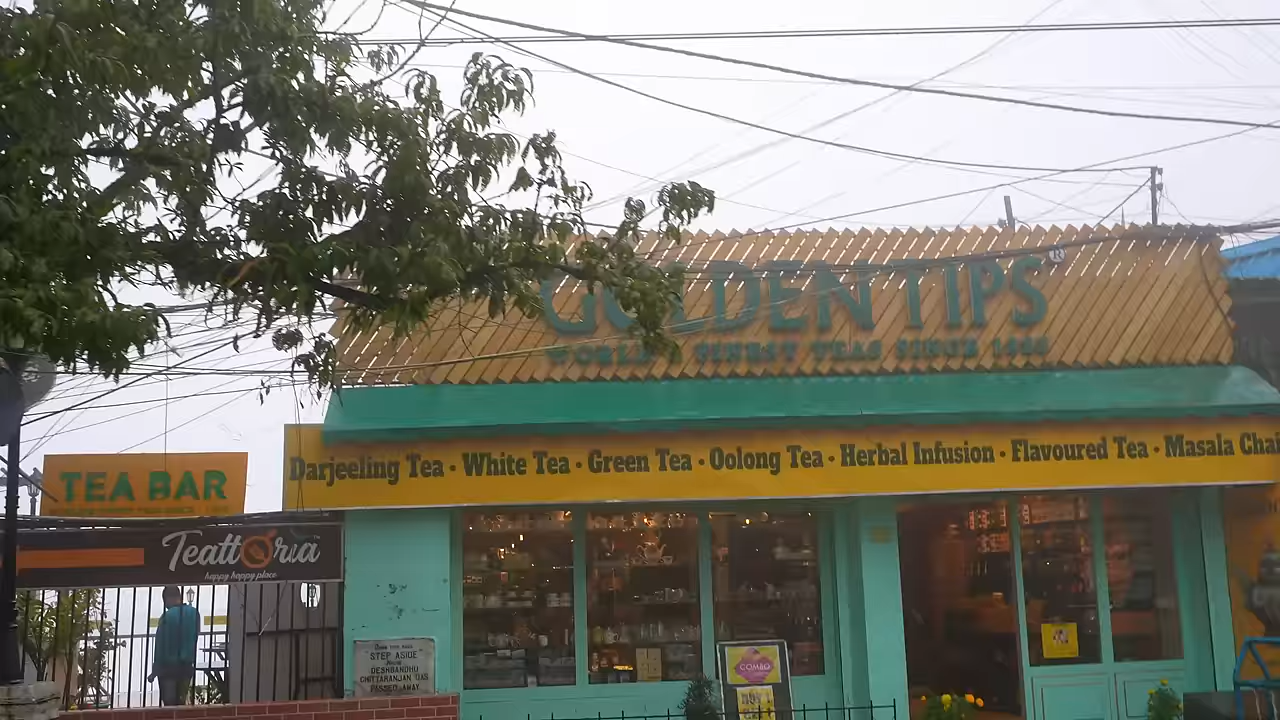 GOLDEN TIPS®
WORLD'S FINEST TEAS SINCE
Darjeeling Tea · White Tea · Green Tea · Oolong Tea · Herbal Infusion · Flavoured Tea · Masala Chai
TEA BAR
Teattoria
happy happy place
STEP ASIDE
DESHBANDHU
CHITTARANJAN DAS
PASSED AWAY
COMBO